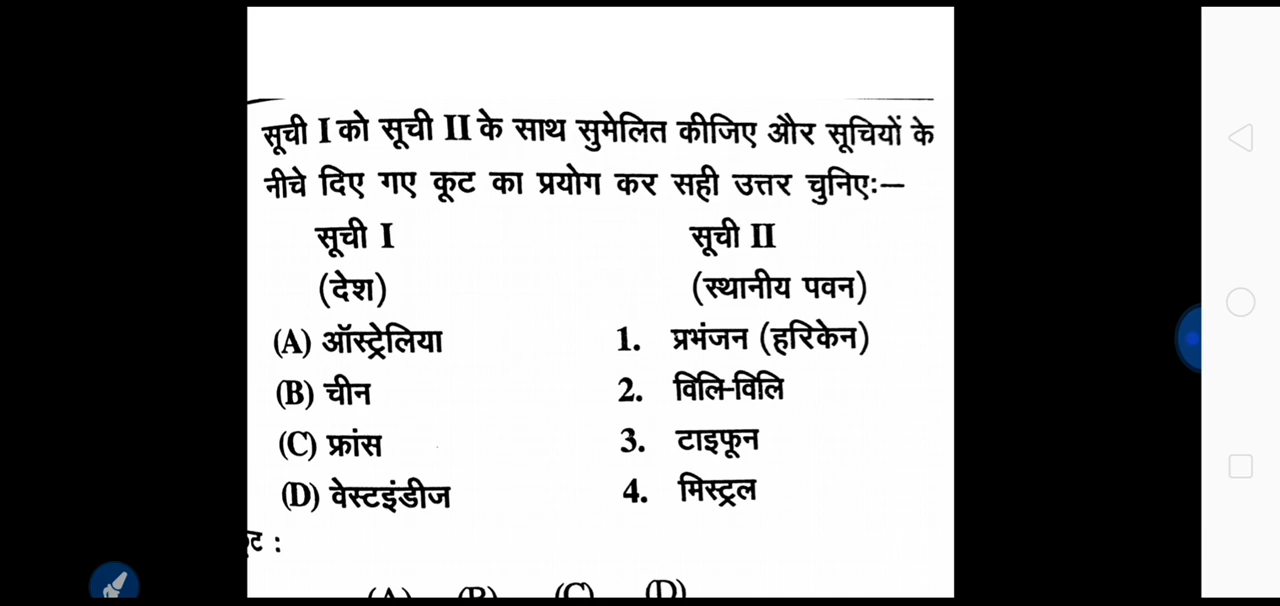 सूची I को सूची II के साथ सुमेलित कीजिए और सूचियों के
नीचे दिए गए कूट का प्रयोग कर सही उत्तर चुनिए:–
सूची I सूची II
(देश) (स्थानीय पवन)
(A) ऑस्ट्रेलिया 1. प्रभंजन (हरिकेन)
(B) चीन 2. विलि-विलि
(C) फ्रांस 3. टाइफून
(D) वेस्टइंडीज 4. मिस्ट्रल
(A) (B) (C) (D)